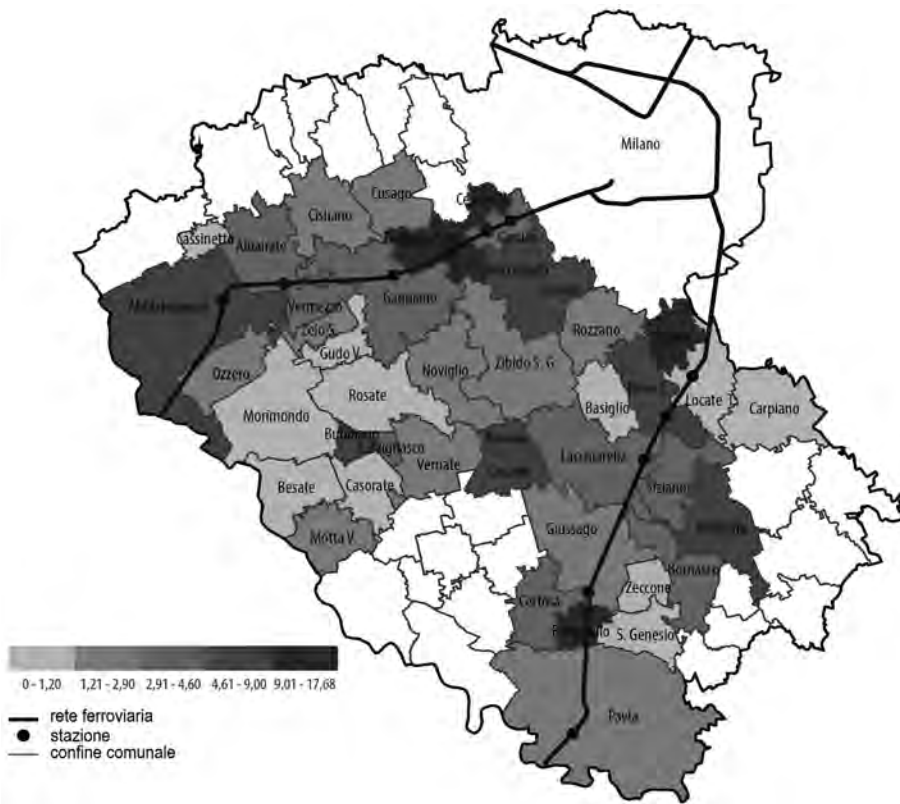 Milano
Cusago
Cisliano
Cassinetta
Albairate
Vermezzo
Zelo S.
Gaggiano
Gudo V.
Rozzano
Ozzero
Noviglio
Zibido S. G.
Rosate
Basiglio
Locate
Carpiano
Morimondo
Vernate
Lacchiarella
Besate
Casorate
Siziano
Motta V.
Giussago
Bornasco
Zeccone
Certosa
S. Genesio
Pavia
0 - 1,20 1,21 - 2,90 2,91 - 4,60 4,61 - 9,00 9,01 - 17,68
rete ferroviaria
stazione
confine comunale